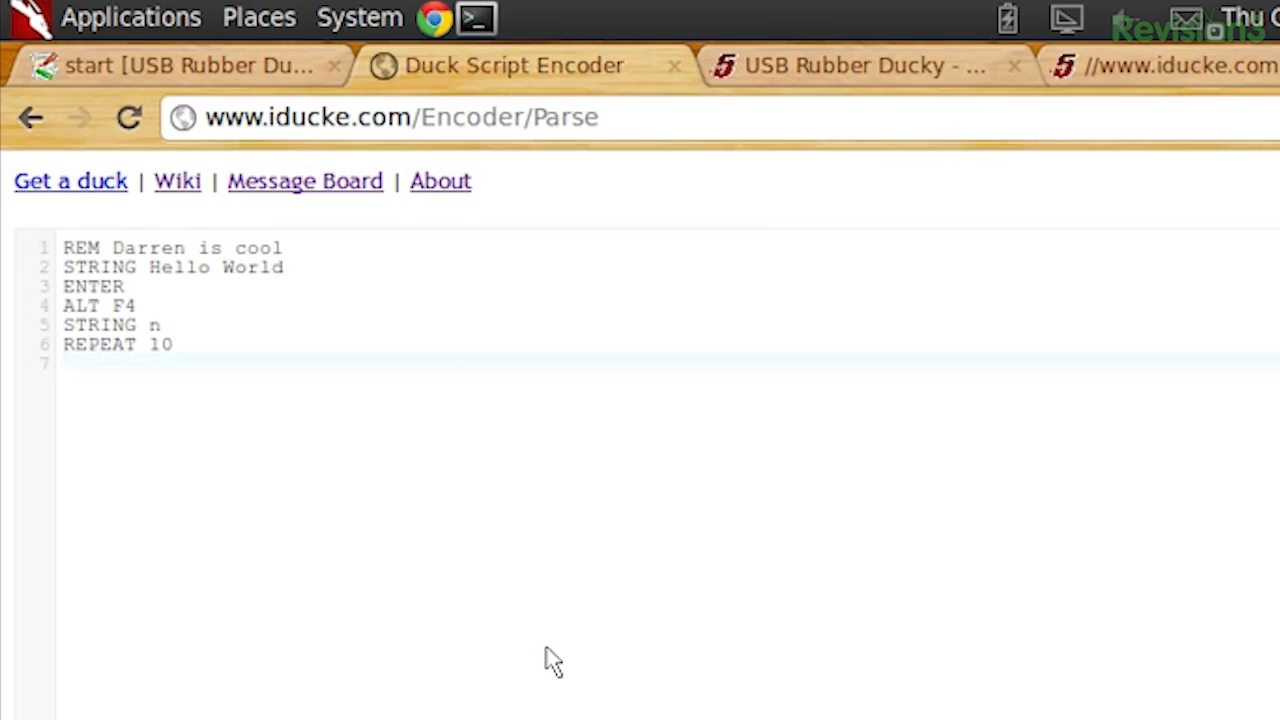 Applications Places System Thu
Revision3
start [USB Rubber Du... Duck Script Encoder USB Rubber Ducky - ... //www.iducke.com
www.iducke.com/Encoder/Parse
Get a duck | Wiki | Message Board | About
1 REM Darren is cool
2 STRING Hello World
3 ENTER
4 ALT F4
5 STRING n
6 REPEAT 10
7